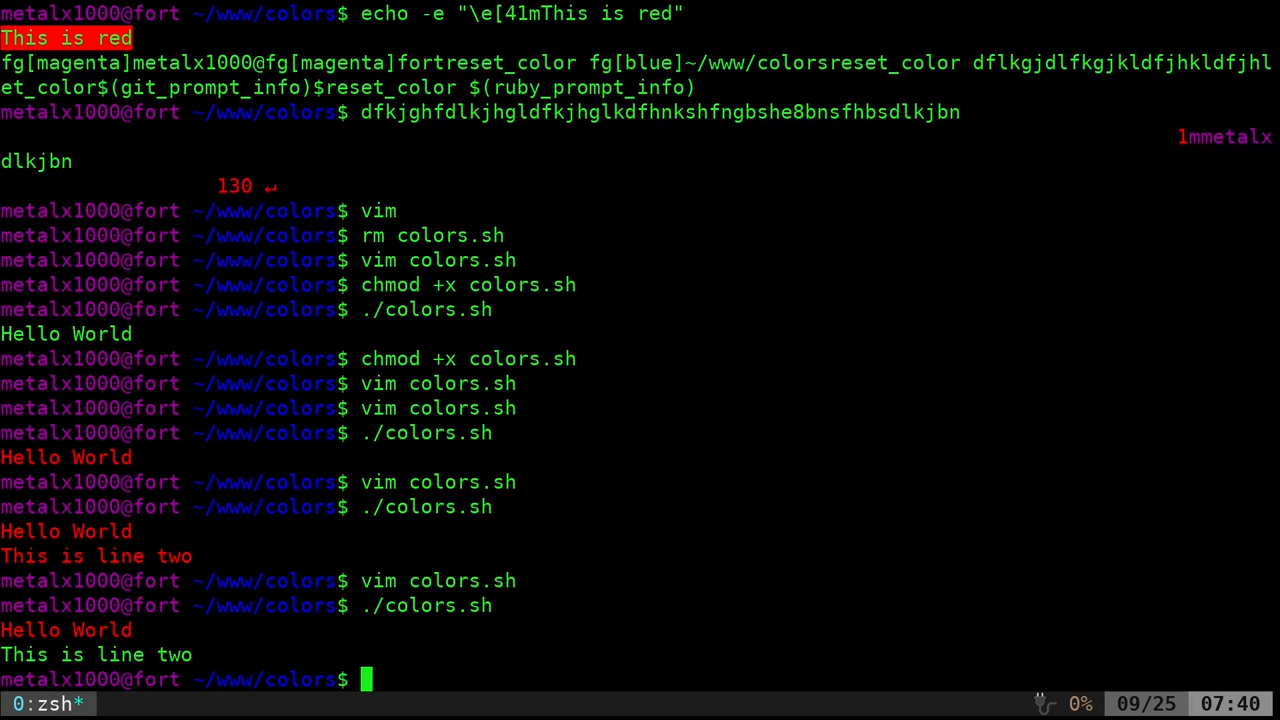 metalx1000@fort ~/www/colors$ echo -e "\e[41mThis is red"
This is red
fg[magenta]metalx1000@fg[magenta]fortreset_color fg[blue]~/www/colorsreset_color dflkgjdlfkgjkldfjhkldfjhl
et_color$(git_prompt_info)$reset_color $(ruby_prompt_info)
metalx1000@fort ~/www/colors$ dfkjghfdlkjhgldfkjhglkdfhnkshfngbshe8bnsfhbsdlkjbn
1mmetalx
dlkjbn
130 ↵
metalx1000@fort ~/www/colors$ vim
metalx1000@fort ~/www/colors$ rm colors.sh
metalx1000@fort ~/www/colors$ vim colors.sh
metalx1000@fort ~/www/colors$ chmod +x colors.sh
metalx1000@fort ~/www/colors$ ./colors.sh
Hello World
metalx1000@fort ~/www/colors$ chmod +x colors.sh
metalx1000@fort ~/www/colors$ vim colors.sh
metalx1000@fort ~/www/colors$ vim colors.sh
metalx1000@fort ~/www/colors$ ./colors.sh
Hello World
metalx1000@fort ~/www/colors$ vim colors.sh
metalx1000@fort ~/www/colors$ ./colors.sh
Hello World
This is line two
metalx1000@fort ~/www/colors$ vim colors.sh
metalx1000@fort ~/www/colors$ ./colors.sh
Hello World
This is line two
metalx1000@fort ~/www/colors$
0:zsh* 0% 09/25 07:40